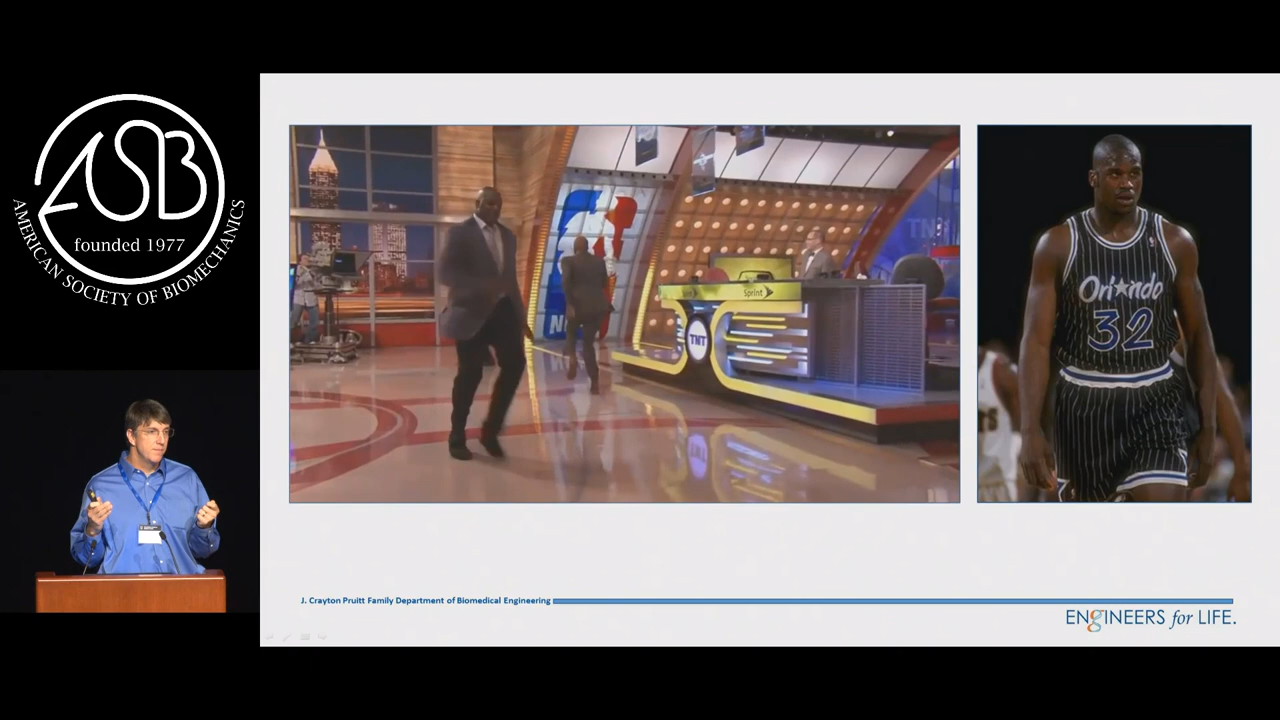 ASB
founded 1977
AMERICAN SOCIETY OF BIOMECHANICS
TNT
Sprint
TNT
Orlando
32
J. Crayton Pruitt Family Department of Biomedical Engineering
ENGINEERS for LIFE.